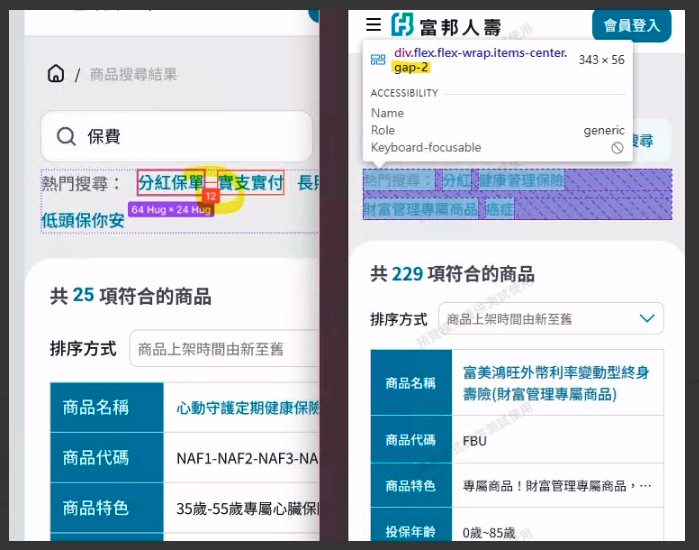 商品搜尋結果
保費
熱門搜尋：
分紅保單
實支實付
12
64 Hug × 24 Hug
低頭保你安
共 25 項符合的商品
排序方式
商品上架時間由新至舊
商品名稱
心動守護定期健康保險
商品代碼
NAF1-NAF2-NAF3-NA
商品特色
35歲-55歲專屬心臟保
富邦人壽
會員登入
div.flex.flex-wrap.items-center.
gap-2
343 × 56
ACCESSIBILITY
Name
Role generic
Keyboard-focusable
熱門搜尋： 分紅 健康管理保險
財富管理專屬商品 癌症
共 229 項符合的商品
排序方式 商品上架時間由新至舊
商品名稱
富美鴻旺外幣利率變動型終身
壽險(財富管理專屬商品)
商品代碼 FBU
商品特色 專屬商品！財富管理專屬商品，…
投保年齡 0歲~85歲